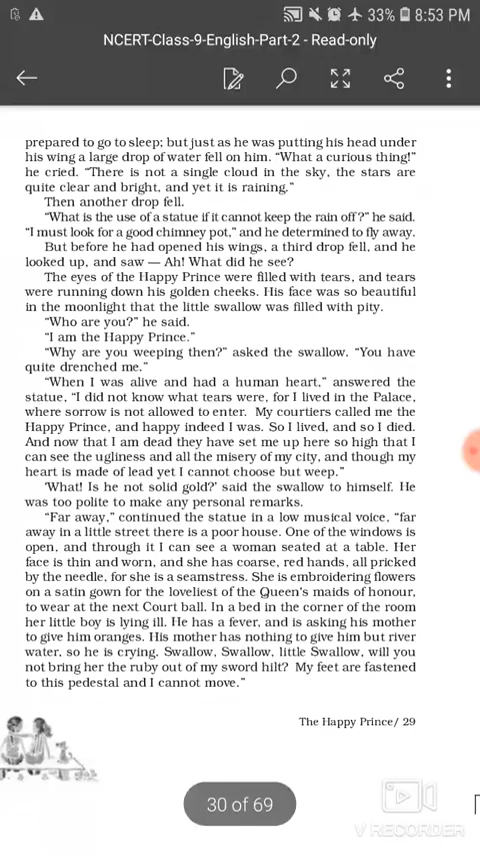 33% 8:53 PM
NCERT-Class-9-English-Part-2 - Read-only
prepared to go to sleep; but just as he was putting his head under
his wing a large drop of water fell on him. “What a curious thing!”
he cried. “There is not a single cloud in the sky, the stars are
quite clear and bright, and yet it is raining.”
Then another drop fell.
“What is the use of a statue if it cannot keep the rain off?” he said.
“I must look for a good chimney pot,” and he determined to fly away.
But before he had opened his wings, a third drop fell, and he
looked up, and saw — Ah! What did he see?
The eyes of the Happy Prince were filled with tears, and tears
were running down his golden cheeks. His face was so beautiful
in the moonlight that the little swallow was filled with pity.
“Who are you?” he said.
“I am the Happy Prince.”
“Why are you weeping then?” asked the swallow. “You have
quite drenched me.”
“When I was alive and had a human heart,” answered the
statue, “I did not know what tears were, for I lived in the Palace,
where sorrow is not allowed to enter. My courtiers called me the
Happy Prince, and happy indeed I was. So I lived, and so I died.
And now that I am dead they have set me up here so high that I
can see the ugliness and all the misery of my city, and though my
heart is made of lead yet I cannot choose but weep.”
‘What! Is he not solid gold?’ said the swallow to himself. He
was too polite to make any personal remarks.
“Far away,” continued the statue in a low musical voice, “far
away in a little street there is a poor house. One of the windows is
open, and through it I can see a woman seated at a table. Her
face is thin and worn, and she has coarse, red hands, all pricked
by the needle, for she is a seamstress. She is embroidering flowers
on a satin gown for the loveliest of the Queen’s maids of honour,
to wear at the next Court ball. In a bed in the corner of the room
her little boy is lying ill. He has a fever, and is asking his mother
to give him oranges. His mother has nothing to give him but river
water, so he is crying. Swallow, Swallow, little Swallow, will you
not bring her the ruby out of my sword hilt? My feet are fastened
to this pedestal and I cannot move.”
The Happy Prince/ 29
30 of 69
V RECORDER